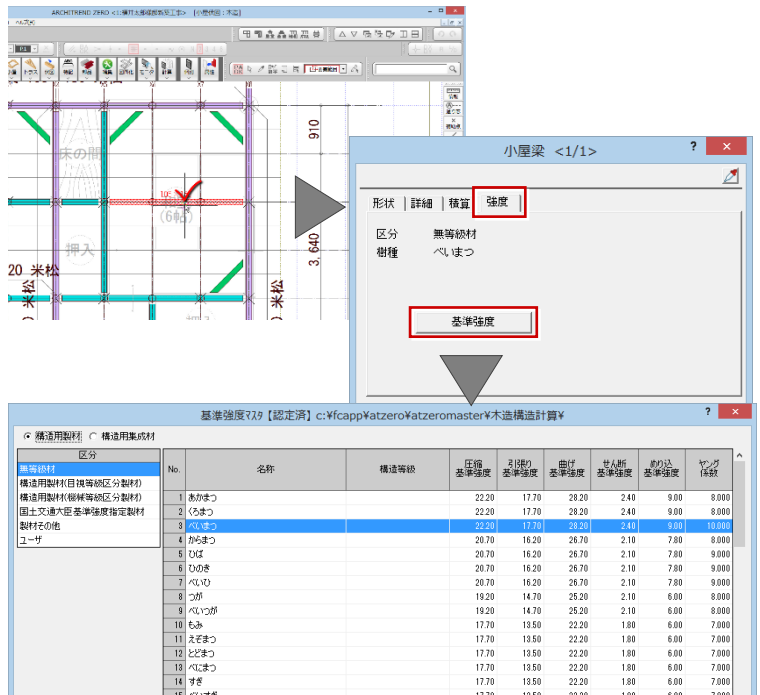 ARCHITREND ZERO
[小屋伏図：木造]
R1
トラス
計算
床の間
(6帖)
押入
910
3, 640
20 米松
米松
米松
小屋梁 <1/1>
?
×
形状
詳細
積算
強度
区分 無等級材
樹種 べいまつ
基準強度
基準強度ﾏｽﾀ【認定済】c:¥fcapp¥atzero¥atzeromaster¥木造構造計算¥
?
×
構造用製材 構造用集成材
区分
無等級材
構造用製材(目視等級区分製材)
構造用製材(機械等級区分製材)
国土交通大臣基準強度指定製材
製材その他
ユーザ
No. 名称 構造等級 圧縮基準強度 引張り基準強度 曲げ基準強度 せん断基準強度 めり込基準強度 ヤング係数
1 あかまつ 22.20 17.70 28.20 2.40 9.00 8.000
2 くろまつ 22.20 17.70 28.20 2.40 9.00 8.000
3 べいまつ 22.20 17.70 28.20 2.40 9.00 10.000
4 からまつ 20.70 16.20 26.70 2.10 7.80 8.000
5 ひば 20.70 16.20 26.70 2.10 7.80 9.000
6 ひのき 20.70 16.20 26.70 2.10 7.80 9.000
7 べいひ 20.70 16.20 26.70 2.10 7.80 9.000
8 つが 19.20 14.70 25.20 2.10 6.00 8.000
9 べいつが 19.20 14.70 25.20 2.10 6.00 8.000
10 もみ 17.70 13.50 22.20 1.80 6.00 7.000
11 えぞまつ 17.70 13.50 22.20 1.80 6.00 7.000
12 とどまつ 17.70 13.50 22.20 1.80 6.00 7.000
13 べにまつ 17.70 13.50 22.20 1.80 6.00 7.000
14 すぎ 17.70 13.50 22.20 1.80 6.00 7.000